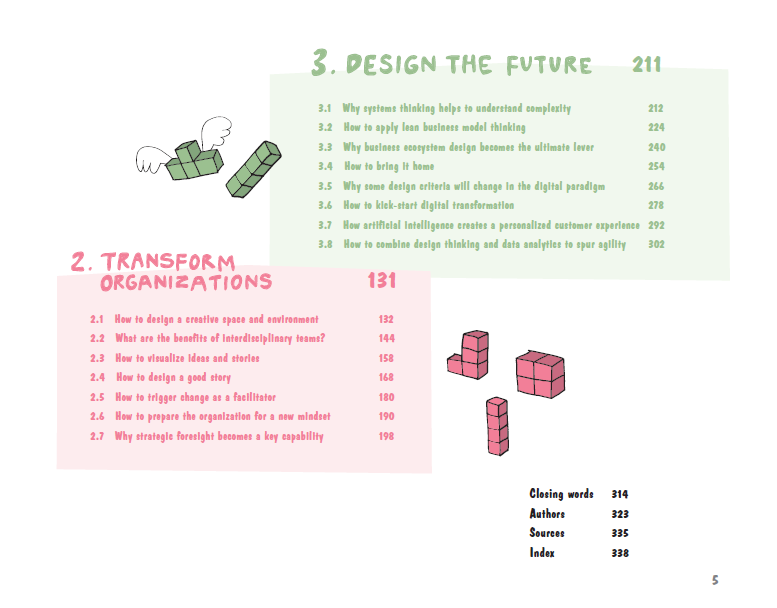 3. DESIGN THE FUTURE 211
3.1 Why systems thinking helps to understand complexity 212
3.2 How to apply lean business model thinking 224
3.3 Why business ecosystem design becomes the ultimate lever 240
3.4 How to bring it home 254
3.5 Why some design criteria will change in the digital paradigm 266
3.6 How to kick-start digital transformation 278
3.7 How artificial intelligence creates a personalized customer experience 292
3.8 How to combine design thinking and data analytics to spur agility 302
2. TRANSFORM
ORGANIZATIONS 131
2.1 How to design a creative space and environment 132
2.2 What are the benefits of interdisciplinary teams? 144
2.3 How to visualize ideas and stories 158
2.4 How to design a good story 168
2.5 How to trigger change as a facilitator 180
2.6 How to prepare the organization for a new mindset 190
2.7 Why strategic foresight becomes a key capability 198
Closing words 314
Authors 323
Sources 335
Index 338
5